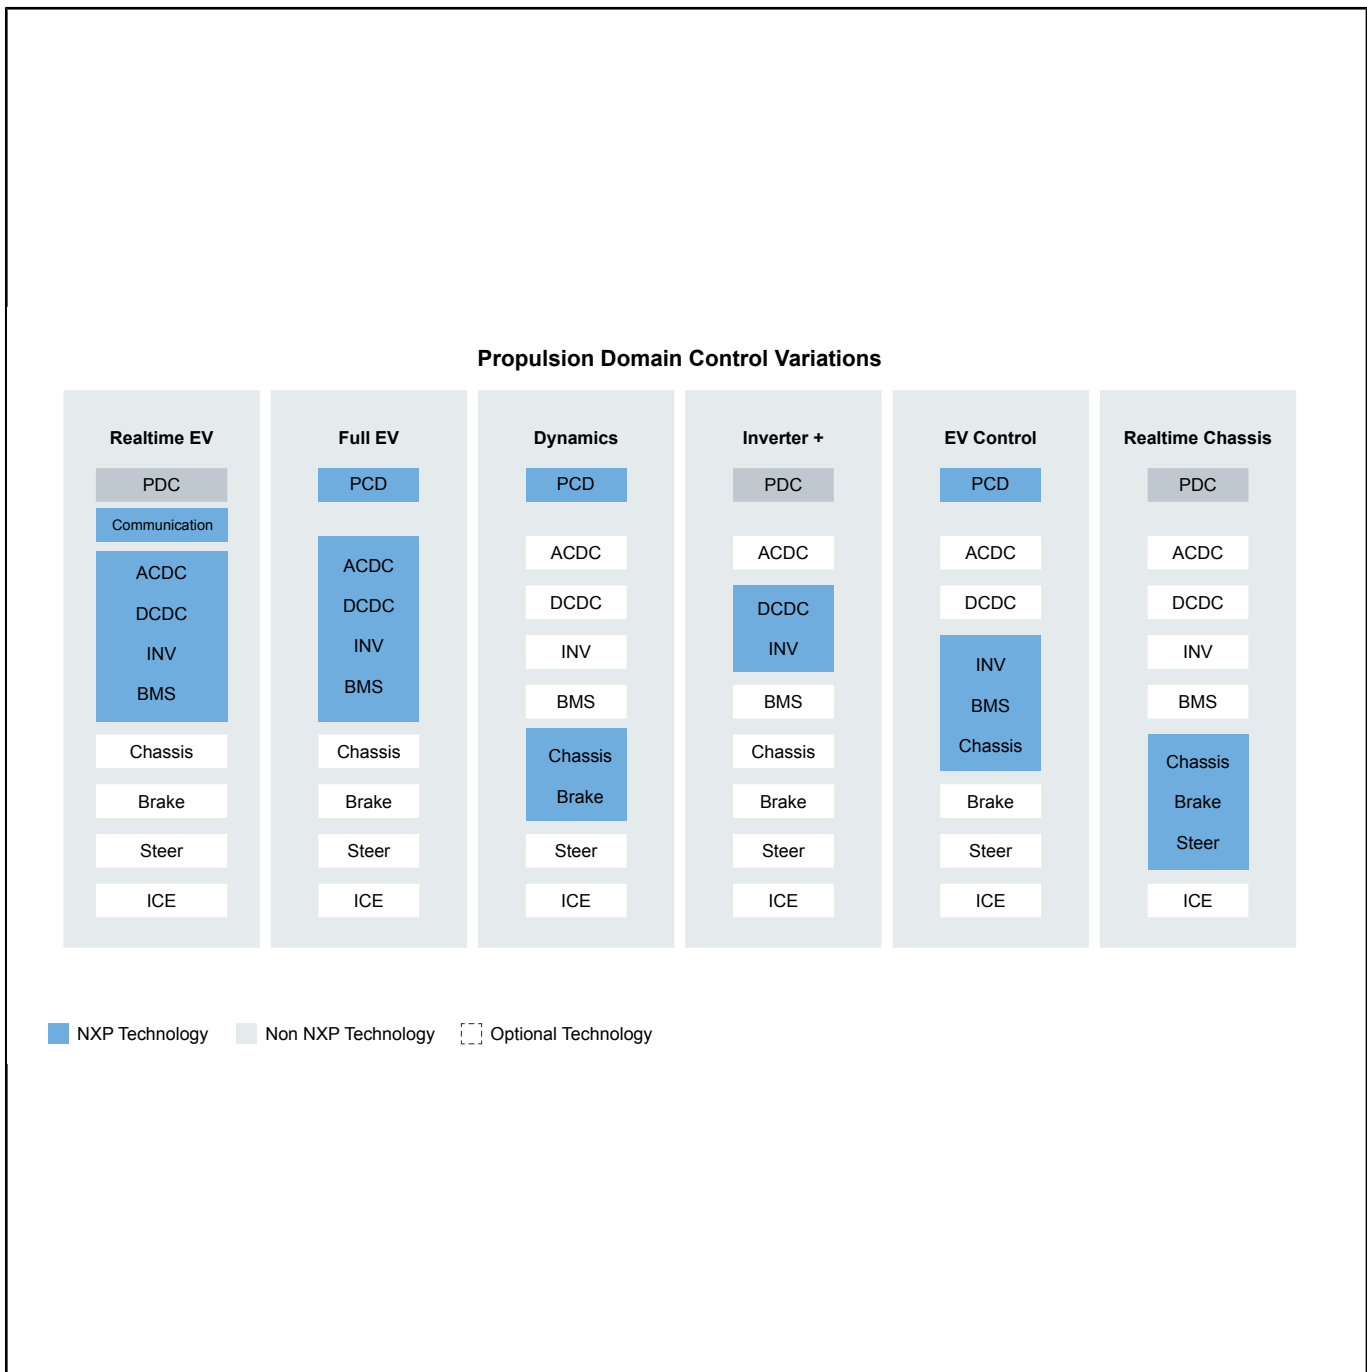 Propulsion Domain Control Variations
Realtime EV
PDC
Communication
ACDC
DCDC
INV
BMS
Chassis
Brake
Steer
ICE
Full EV
PCD
ACDC
DCDC
INV
BMS
Chassis
Brake
Steer
ICE
Dynamics
PCD
ACDC
DCDC
INV
BMS
Chassis
Brake
Steer
ICE
Inverter +
PDC
ACDC
DCDC
INV
BMS
Chassis
Brake
Steer
ICE
EV Control
PCD
ACDC
DCDC
INV
BMS
Chassis
Brake
Steer
ICE
Realtime Chassis
PDC
ACDC
DCDC
INV
BMS
Chassis
Brake
Steer
ICE
NXP Technology
Non NXP Technology
Optional Technology